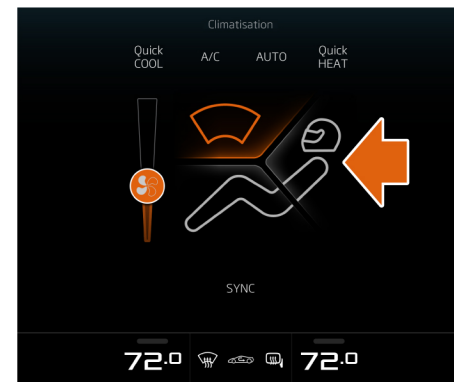 Climatisation
Quick COOL A/C AUTO Quick HEAT
SYNC
72.0 72.0